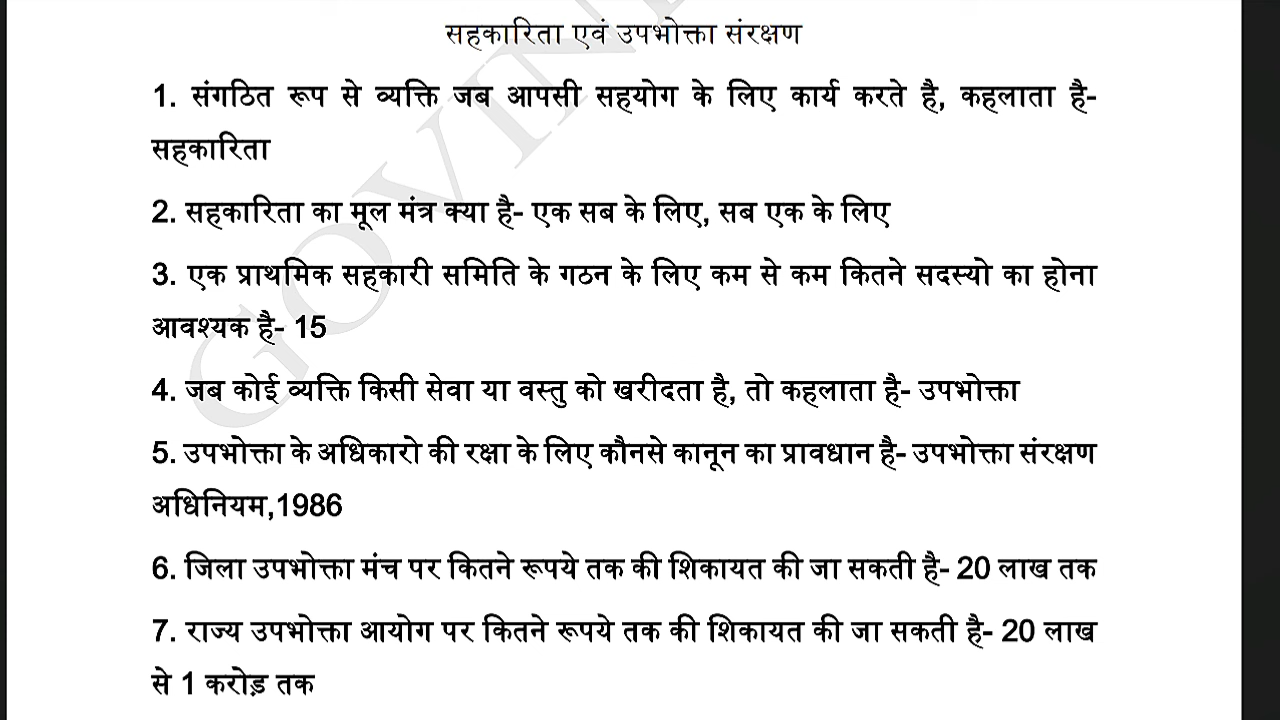 सहकारिता एवं उपभोक्ता संरक्षण
1. संगठित रूप से व्यक्ति जब आपसी सहयोग के लिए कार्य करते है, कहलाता है-
सहकारिता
2. सहकारिता का मूल मंत्र क्या है- एक सब के लिए, सब एक के लिए
3. एक प्राथमिक सहकारी समिति के गठन के लिए कम से कम कितने सदस्यो का होना
आवश्यक है- 15
4. जब कोई व्यक्ति किसी सेवा या वस्तु को खरीदता है, तो कहलाता है- उपभोक्ता
5. उपभोक्ता के अधिकारो की रक्षा के लिए कौनसे कानून का प्रावधान है- उपभोक्ता संरक्षण
अधिनियम,1986
6. जिला उपभोक्ता मंच पर कितने रूपये तक की शिकायत की जा सकती है- 20 लाख तक
7. राज्य उपभोक्ता आयोग पर कितने रूपये तक की शिकायत की जा सकती है- 20 लाख
से 1 करोड़ तक